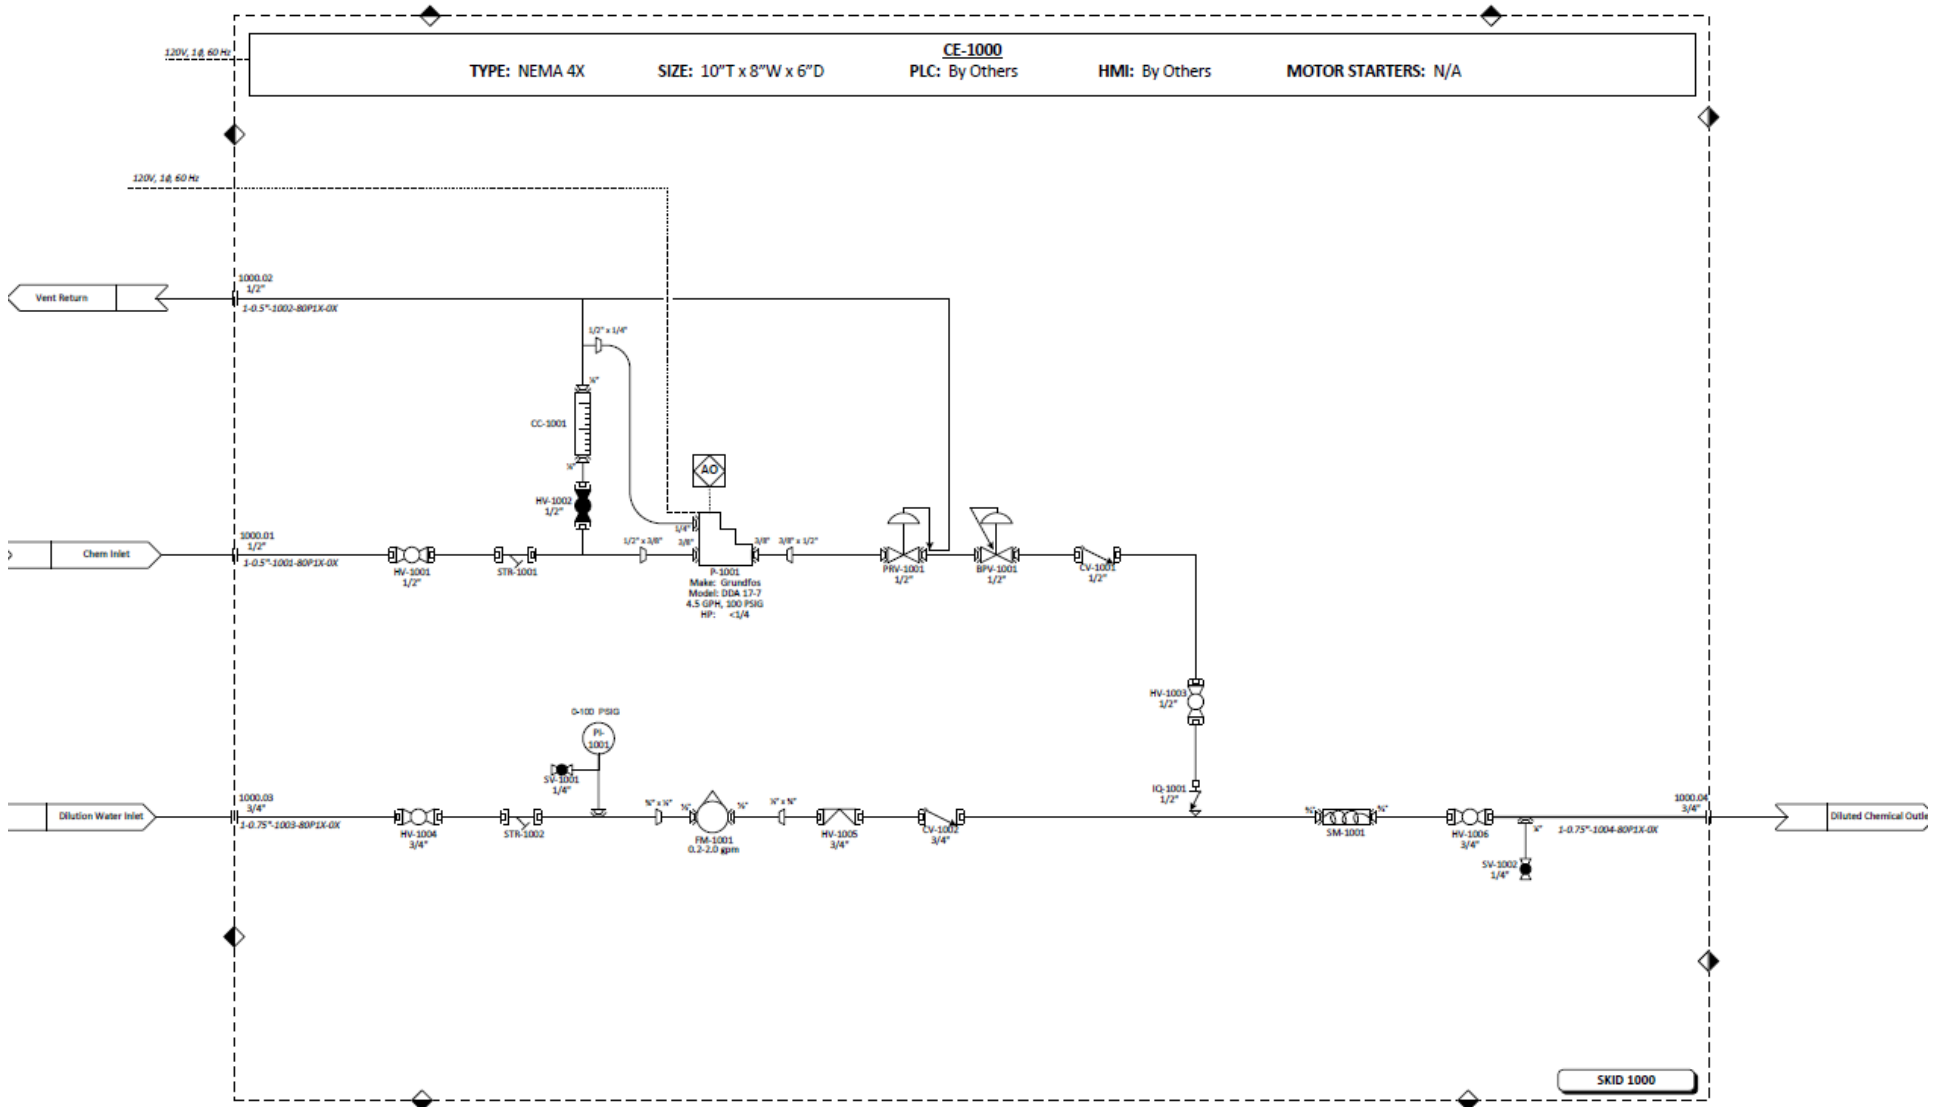 120V, 1ϕ, 60 Hz
CE-1000
TYPE: NEMA 4X SIZE: 10"T x 8"W x 6"D PLC: By Others HMI: By Others MOTOR STARTERS: N/A
120V, 1ϕ, 60 Hz
Vent Return
1000.02
1/2"
1-0.5"-1002-80P1X-0X
1/2" x 1/4"
CC-1001
HV-1002
1/2"
AO
1/4"
Chem Inlet
1000.01
1/2"
1-0.5"-1001-80P1X-0X
HV-1001
1/2"
STR-1001
1/2" x 3/8"
3/8"
3/8"
3/8" x 1/2"
P-1001
Make: Grundfos
Model: DDA 17-7
4.5 GPH, 100 PSIG
HP: <1/4
PRV-1001
1/2"
BPV-1001
1/2"
CV-1001
1/2"
HV-1003
1/2"
IQ-1001
1/2"
0-100 PSIG
PI-
1001
SV-1001
1/4"
Dilution Water Inlet
1000.03
3/4"
1-0.75"-1003-80P1X-0X
HV-1004
3/4"
STR-1002
FM-1001
0.2-2.0 gpm
HV-1005
3/4"
CV-1002
3/4"
SM-1001
HV-1006
3/4"
SV-1002
1/4"
1-0.75"-1004-80P1X-0X
1000.04
3/4"
Diluted Chemical Outle
SKID 1000